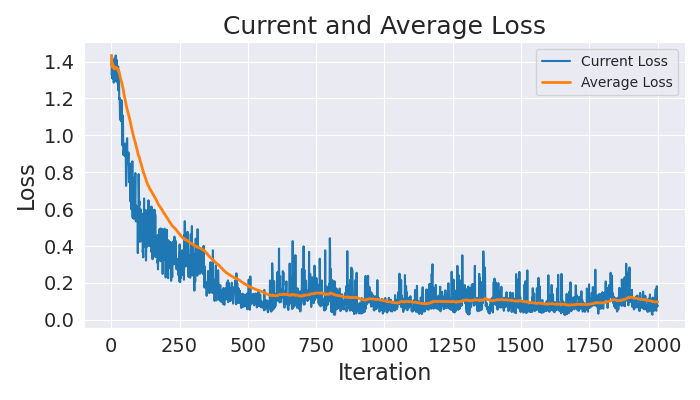 Current and Average Loss
Current Loss
Average Loss
Loss
1.4
1.2
1.0
0.8
0.6
0.4
0.2
0.0
0 250 500 750 1000 1250 1500 1750 2000
Iteration